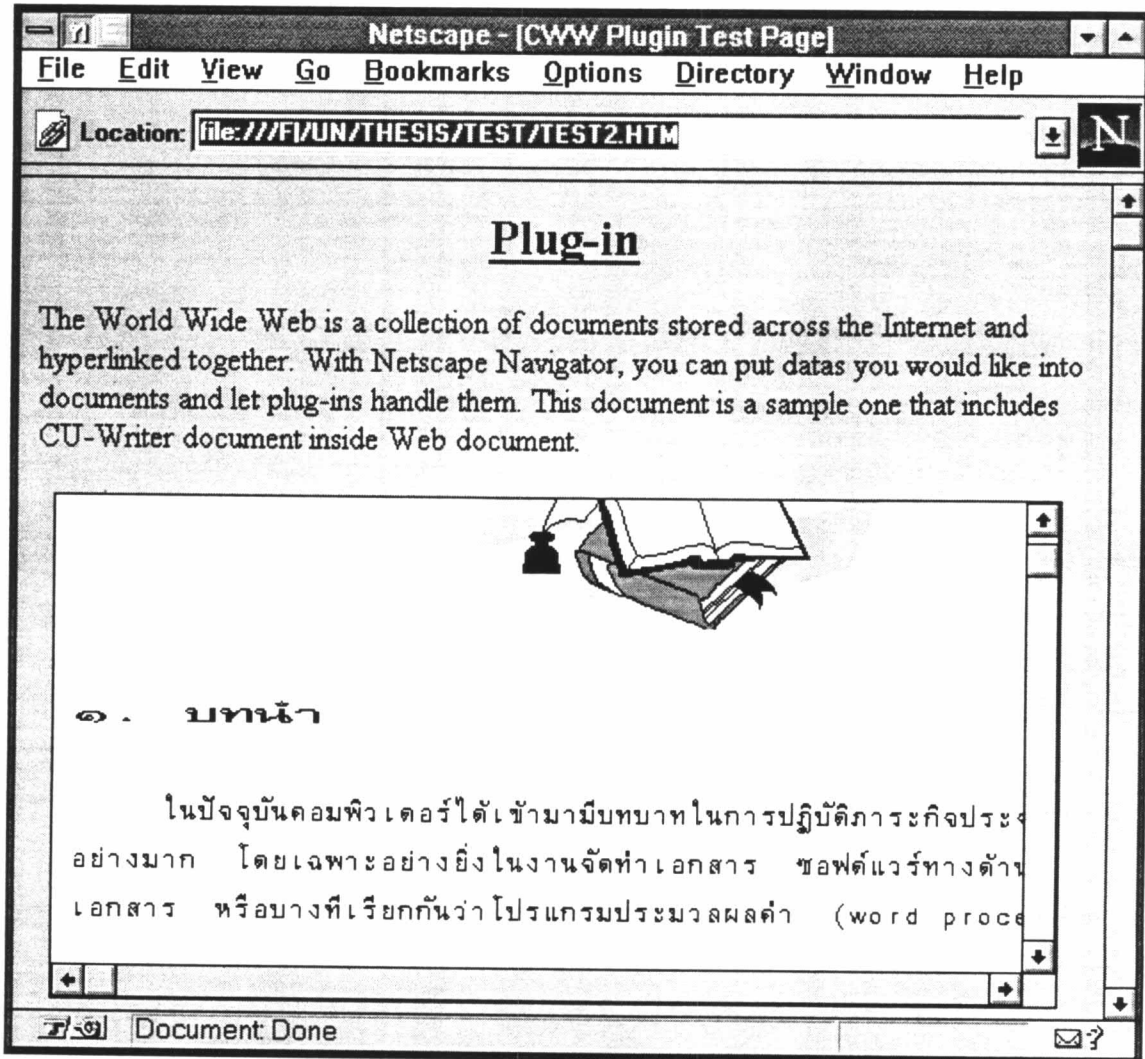 Netscape - [CWW Plugin Test Page]
File Edit View Go Bookmarks Options Directory Window Help
Location: file:///F|/UN/THESIS/TEST/TEST2.HTM
N
Plug-in
The World Wide Web is a collection of documents stored across the Internet and
hyperlinked together. With Netscape Navigator, you can put datas you would like into
documents and let plug-ins handle them. This document is a sample one that includes
CU-Writer document inside Web document.
๑. บทนำ
ในปัจจุบันคอมพิวเตอร์ได้เข้ามามีบทบาทในการปฏิบัติภาระกิจประจ
อย่างมาก โดยเฉพาะอย่างยิ่งในงานจัดทำเอกสาร ซอฟต์แวร์ทางด้าน
เอกสาร หรือบางทีเรียกกันว่าโปรแกรมประมวลผลคำ (word proce
Document: Done